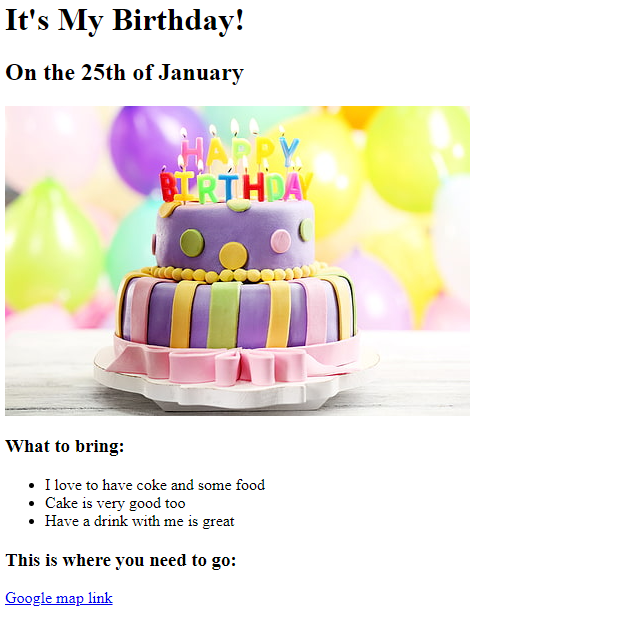 It's My Birthday!
On the 25th of January
HAPPY
BIRTHDAY
What to bring:
I love to have coke and some food
Cake is very good too
Have a drink with me is great
This is where you need to go:
Google map link